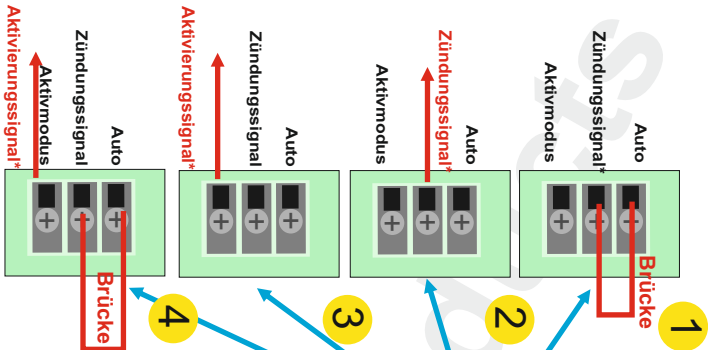 1
Auto
Zündungssignal*
Aktivmodus
Brücke
2
Auto
Zündungssignal*
Aktivmodus
3
Auto
Zündungssignal
Aktivierungssignal*
4
Auto
Zündungssignal
Aktivmodus
Aktivierungssignal*
Brücke